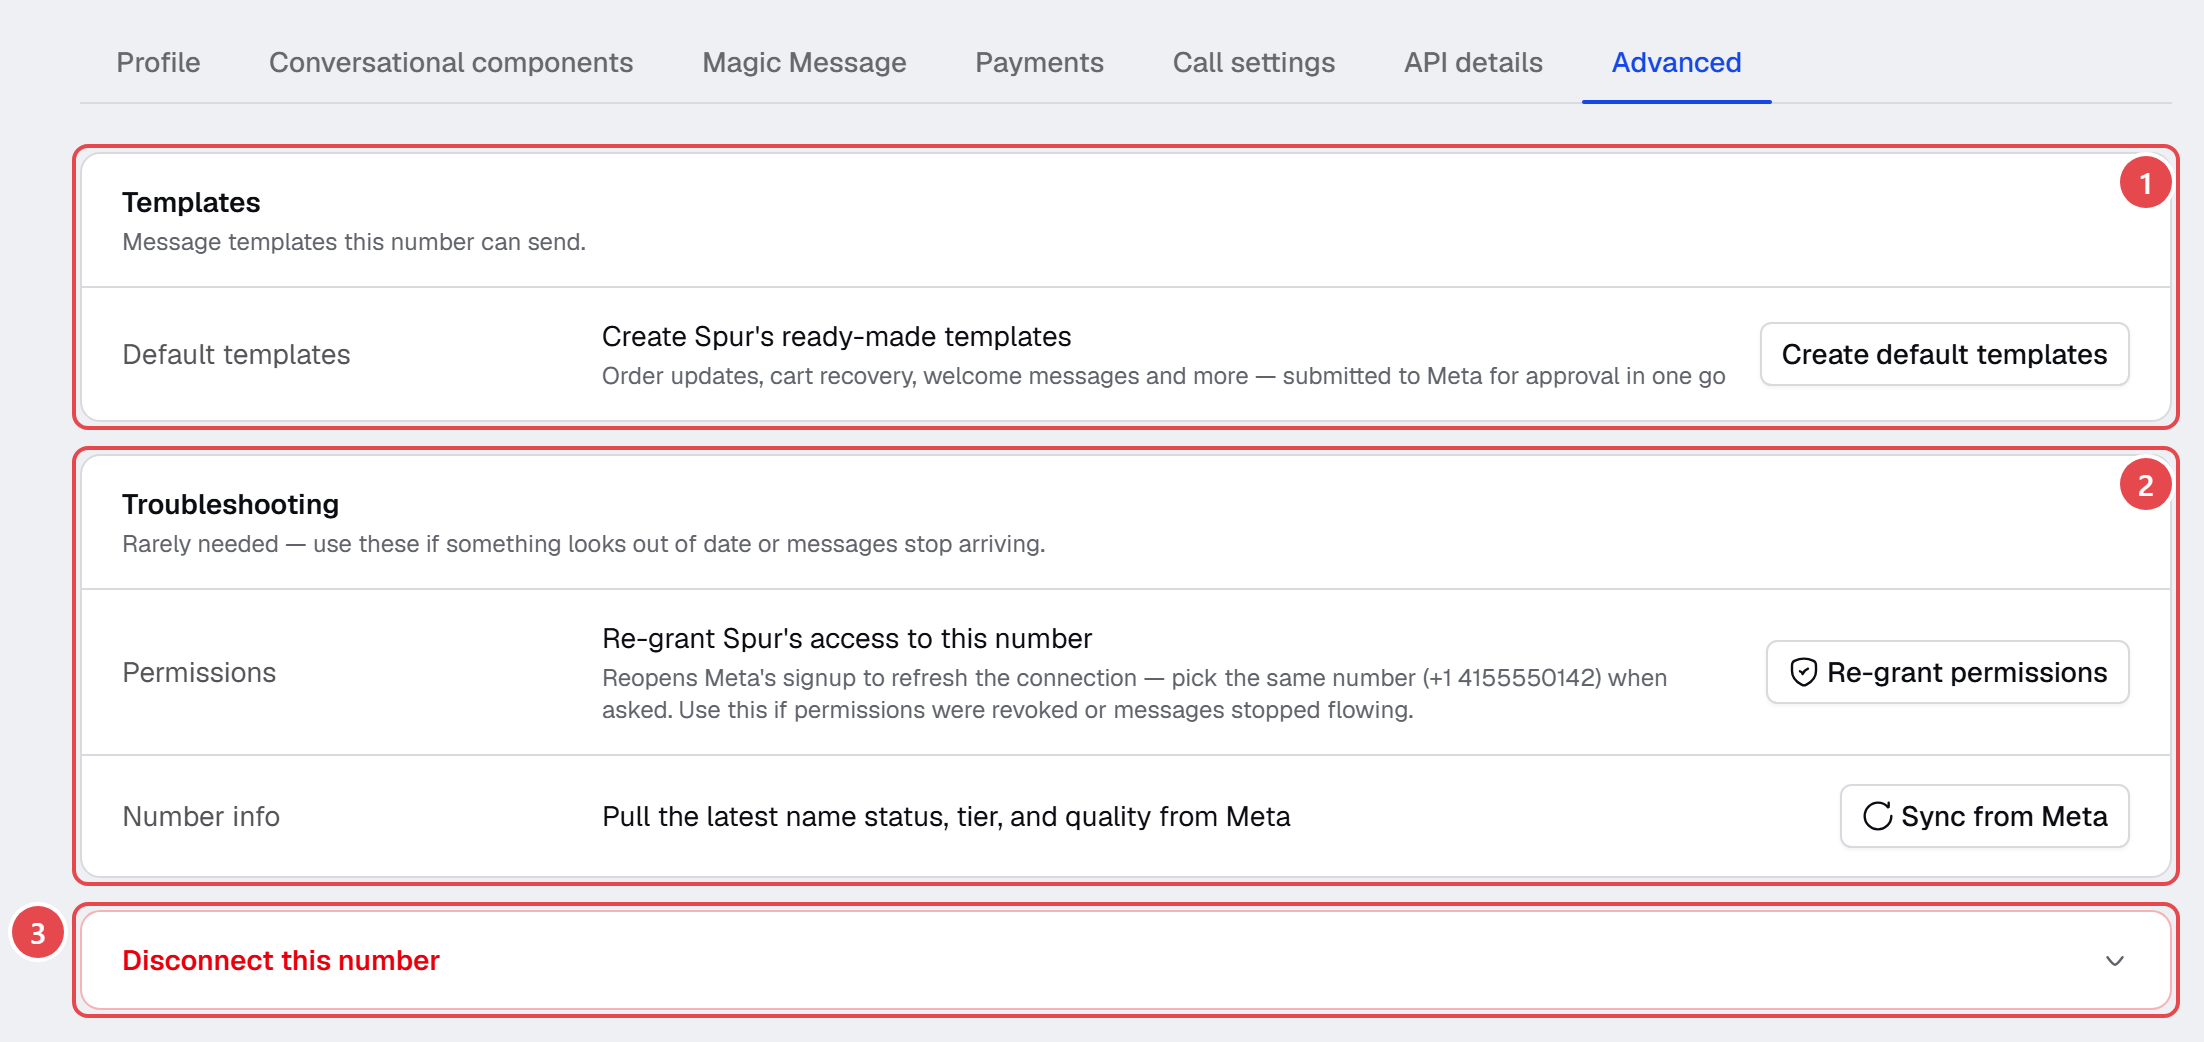 Profile
Conversational components
Magic Message
Payments
Call settings
API details
Advanced
1
Templates
Message templates this number can send.
Default templates
Create Spur's ready-made templates
Order updates, cart recovery, welcome messages and more — submitted to Meta for approval in one go
Create default templates
2
Troubleshooting
Rarely needed — use these if something looks out of date or messages stop arriving.
Permissions
Re-grant Spur's access to this number
Reopens Meta's signup to refresh the connection — pick the same number (+1 4155550142) when
asked. Use this if permissions were revoked or messages stopped flowing.
Re-grant permissions
Number info
Pull the latest name status, tier, and quality from Meta
Sync from Meta
3
Disconnect this number